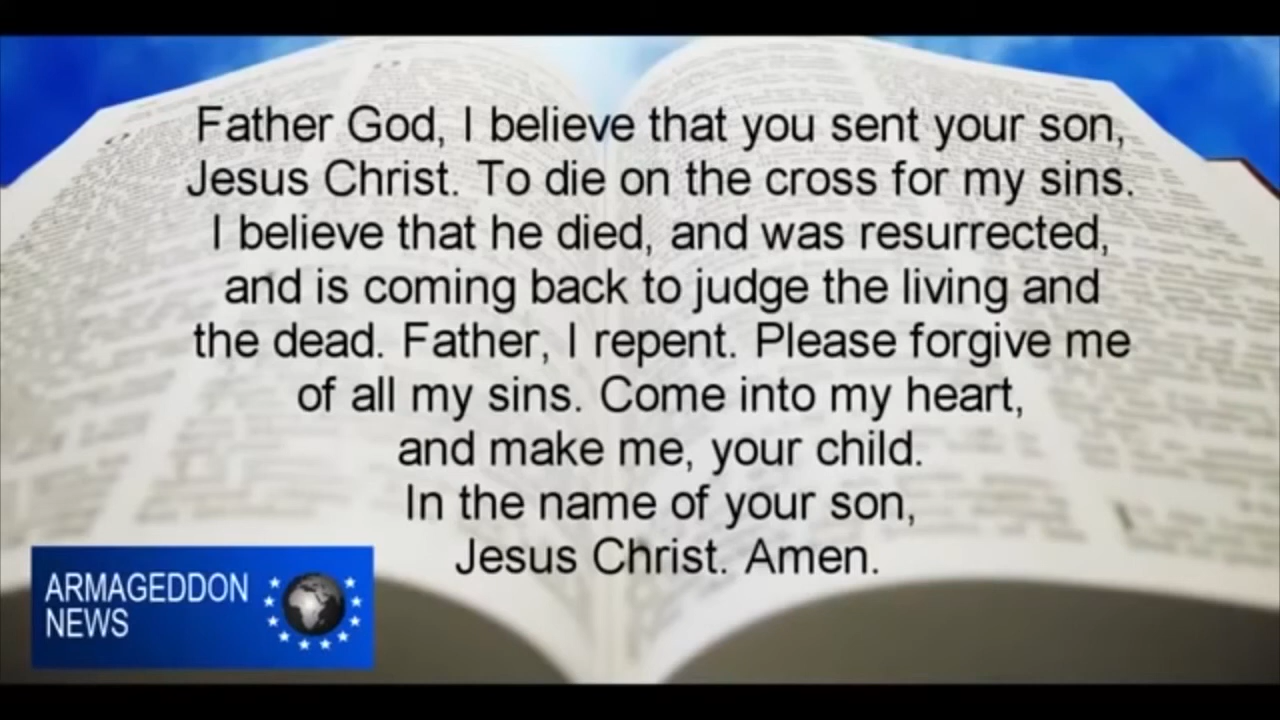 Father God, I believe that you sent your son,
Jesus Christ. To die on the cross for my sins.
I believe that he died, and was resurrected,
and is coming back to judge the living and
the dead. Father, I repent. Please forgive me
of all my sins. Come into my heart,
and make me, your child.
In the name of your son,
Jesus Christ. Amen.
ARMAGEDDON
NEWS